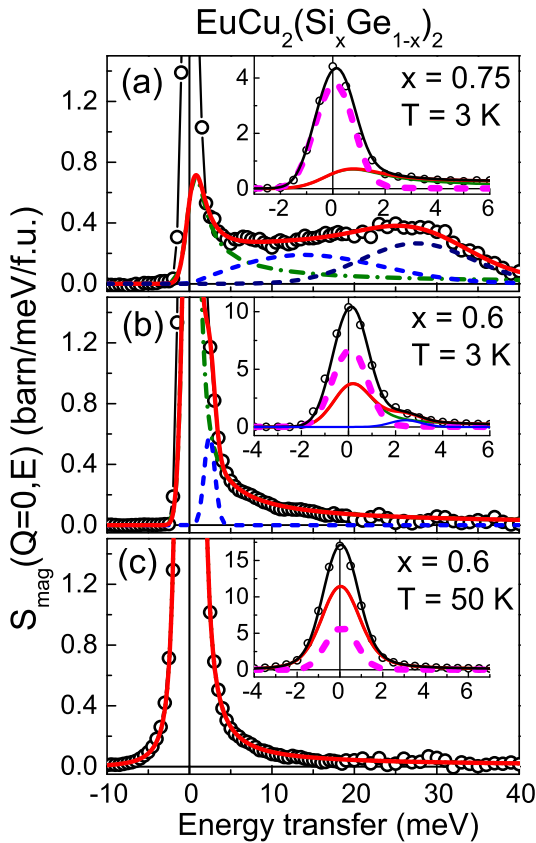 EuCu₂(SiₓGe₁₋ₓ)₂
(a)
x = 0.75
T = 3 K
1.2
0.8
0.4
0.0
4
2
0
-2 0 2 4 6
(b)
x = 0.6
T = 3 K
1.2
0.8
0.4
0.0
10
5
0
-4 -2 0 2 4 6
(c)
x = 0.6
T = 50 K
1.2
0.8
0.4
0.0
15
10
5
0
-4 -2 0 2 4 6
-10 0 10 20 30 40
Energy transfer (meV)
S_mag(Q=0,E) (barn/meV/f.u.)